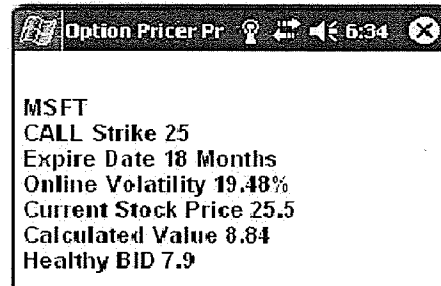 Option Pricer Pr 6:34
MSFT
CALL Strike 25
Expire Date 18 Months
Online Volatility 19.48%
Current Stock Price 25.5
Calculated Value 8.84
Healthy BID 7.9